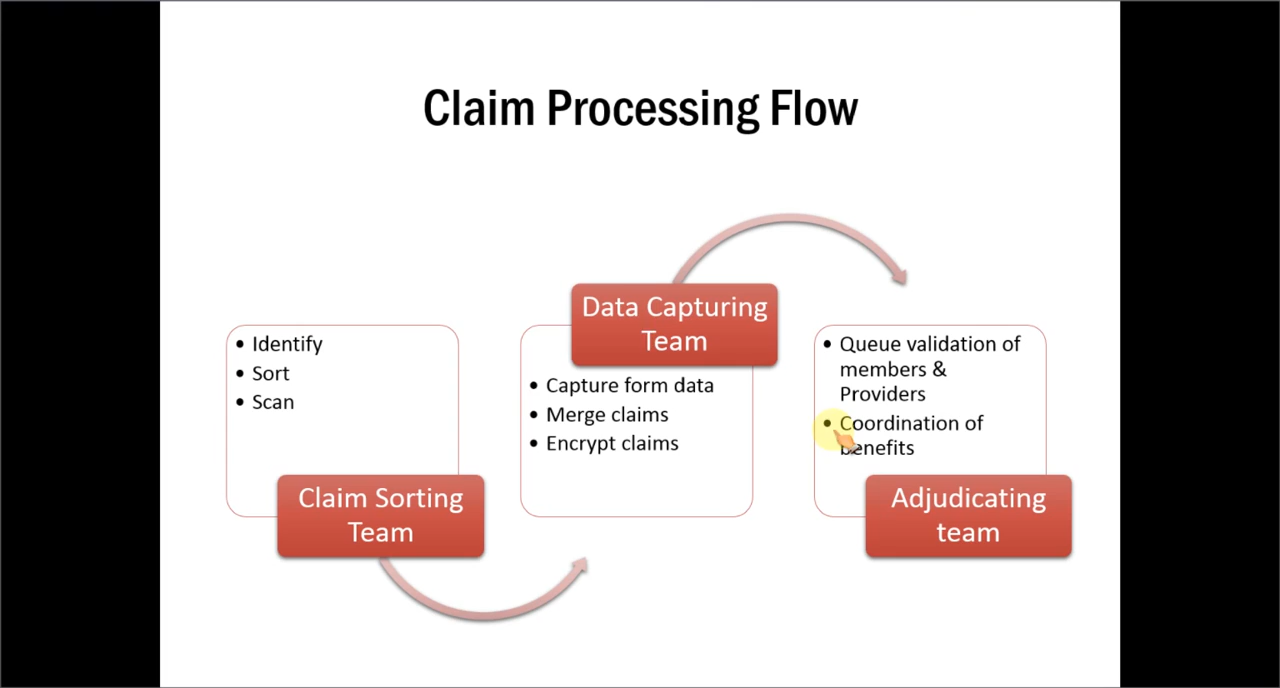 Claim Processing Flow
• Identify
• Sort
• Scan
Claim Sorting
Team
Data Capturing
Team
• Capture form data
• Merge claims
• Encrypt claims
• Queue validation of
members &
Providers
• Coordination of
benefits
Adjudicating
team